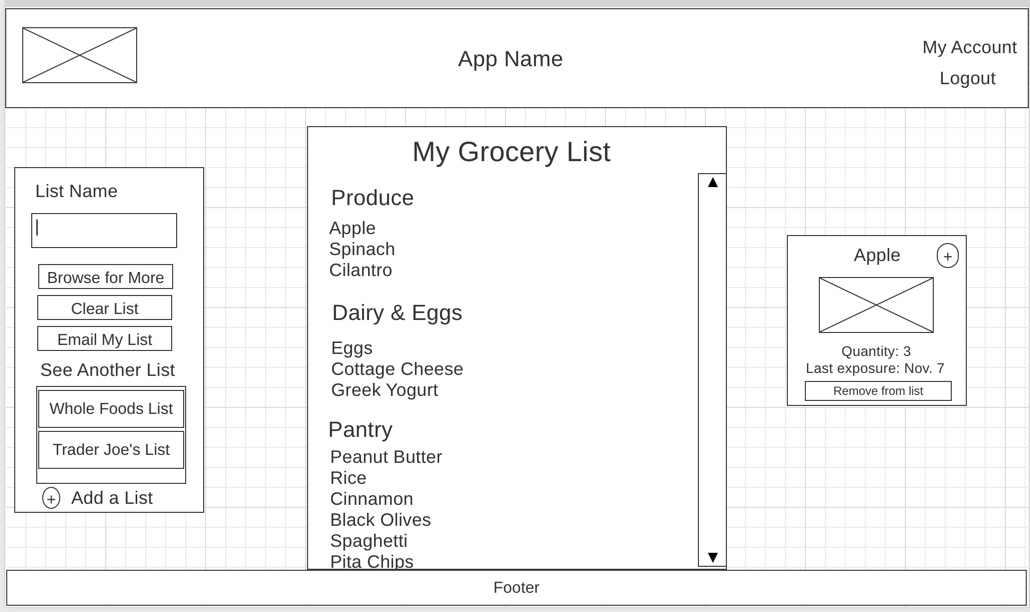 App Name
My Account
Logout
List Name
Browse for More
Clear List
Email My List
See Another List
Whole Foods List
Trader Joe's List
+ Add a List
My Grocery List
Produce
Apple
Spinach
Cilantro
Dairy & Eggs
Eggs
Cottage Cheese
Greek Yogurt
Pantry
Peanut Butter
Rice
Cinnamon
Black Olives
Spaghetti
Pita Chips
Apple +
Quantity: 3
Last exposure: Nov. 7
Remove from list
Footer